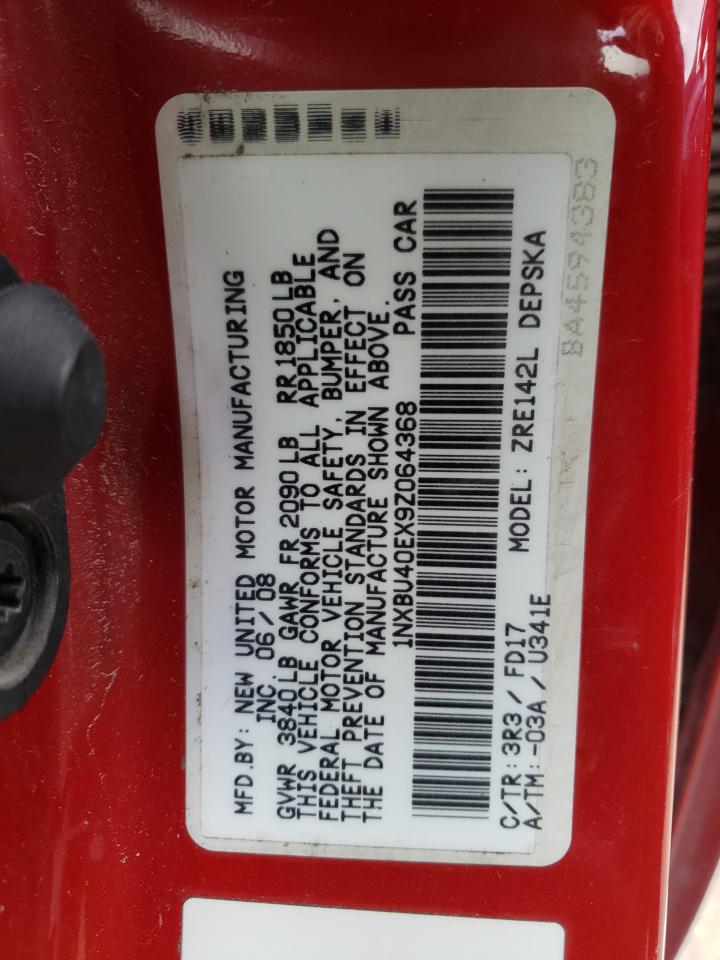 MFD.BY: NEW UNITED MOTOR MANUFACTURING
INC. 06/08
GVWR 3840LB GAWR FR 2090LB RR 1850LB
THIS VEHICLE CONFORMS TO ALL APPLICABLE
FEDERAL MOTOR VEHICLE SAFETY, BUMPER, AND
THEFT PREVENTION STANDARDS IN EFFECT ON
THE DATE OF MANUFACTURE SHOWN ABOVE.
1NXBU40EX9Z064368 PASS CAR
C/TR: 3R3 / FD17 MODEL: ZRE142L DEPSKA
A/TM: -03A / U341E
BA4594383